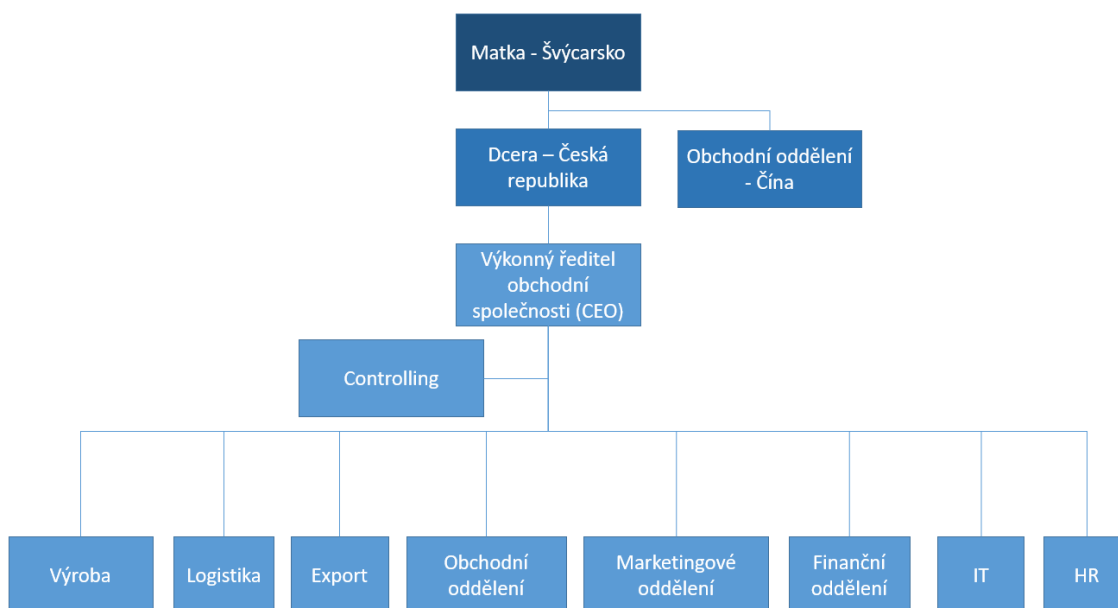 Matka - Švýcarsko
Dcera – Česká
republika
Obchodní oddělení
- Čína
Výkonný ředitel
obchodní
společnosti (CEO)
Controlling
Výroba
Logistika
Export
Obchodní
oddělení
Marketingové
oddělení
Finanční
oddělení
IT
HR